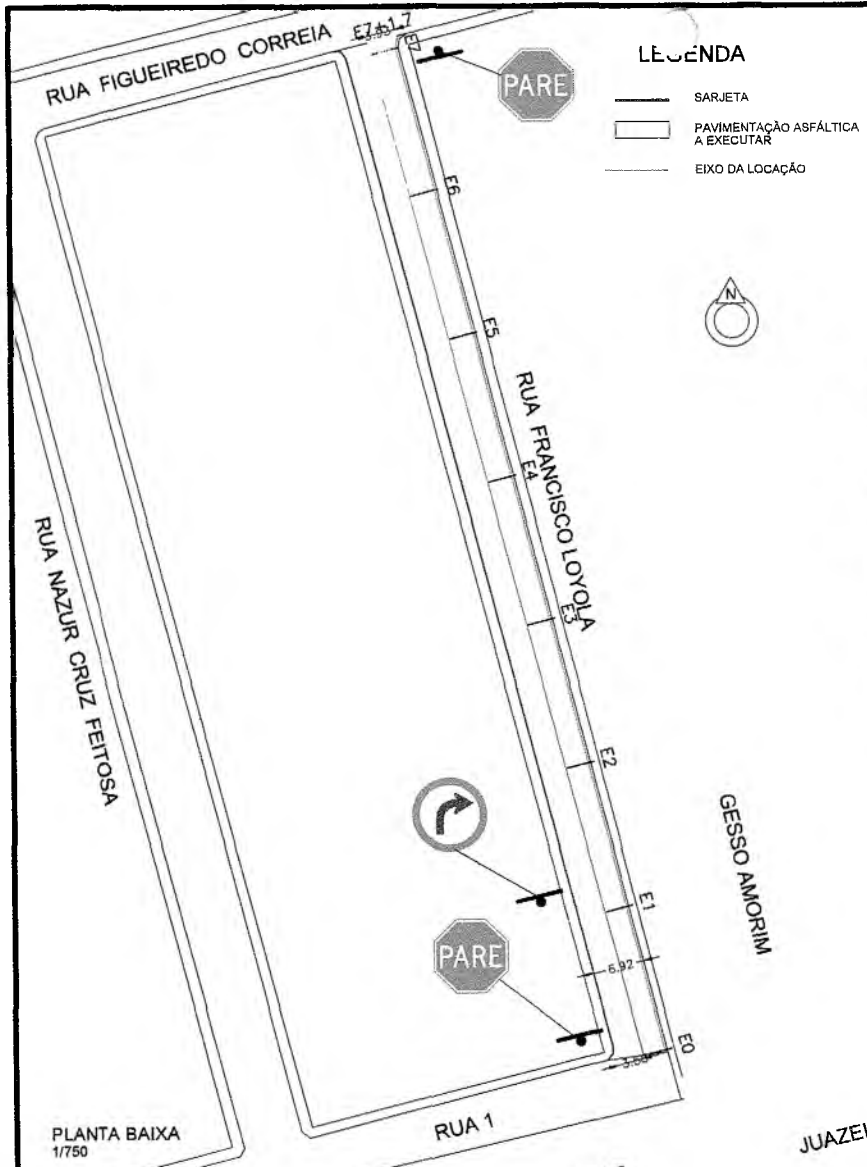 RUA FIGUEIREDO CORREIA
E7+1.7
E7
PARE
LEGENDA
SARJETA
PAVIMENTAÇÃO ASFÁLTICA
A EXECUTAR
EIXO DA LOCAÇÃO
E6
N
E5
RUA FRANCISCO LOYOLA
E4
RUA NAZUR CRUZ FEITOSA
E3
E2
GESSO AMORIM
E1
PARE
6.92
E0
RUA 1
PLANTA BAIXA
1/750